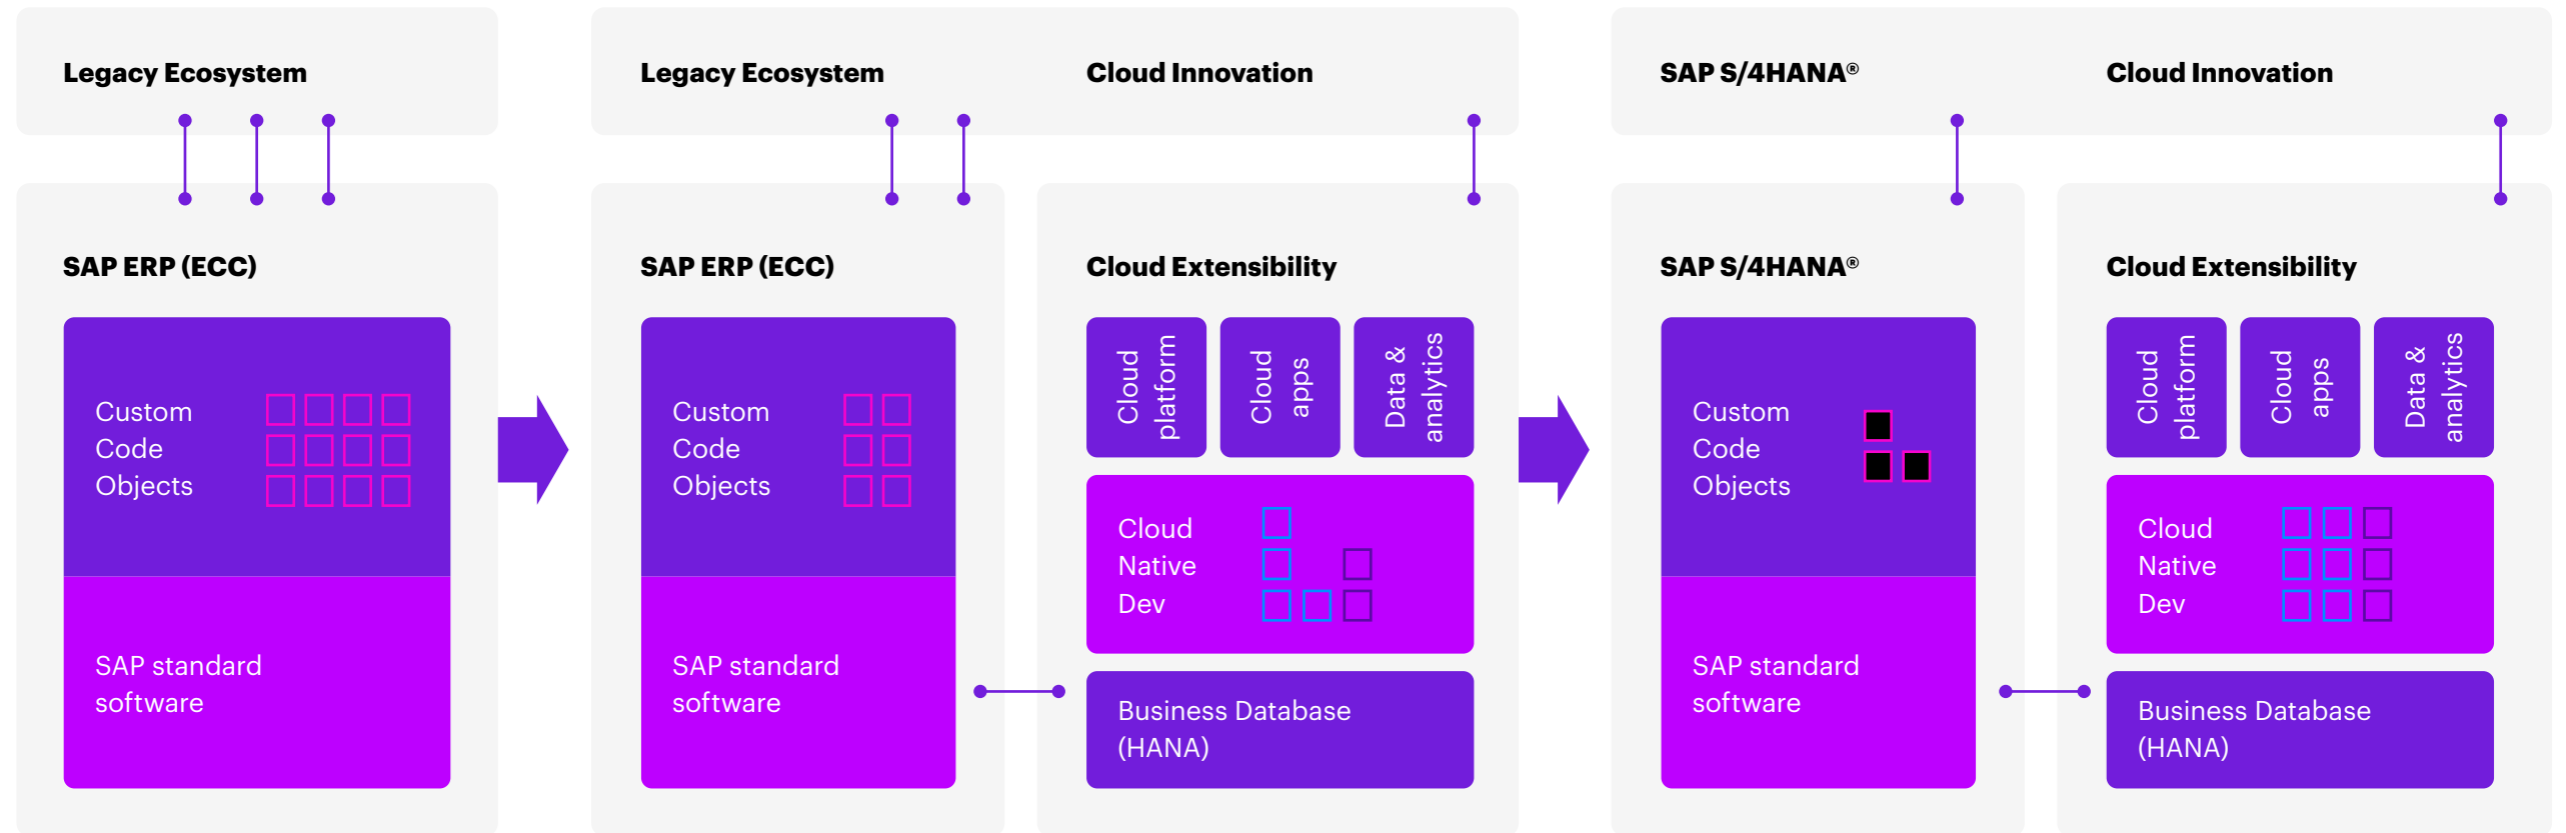 Legacy Ecosystem
SAP ERP (ECC)
Custom
Code
Objects
SAP standard
software
Legacy Ecosystem
Cloud Innovation
SAP ERP (ECC)
Custom
Code
Objects
SAP standard
software
Cloud Extensibility
Cloud
platform
Cloud
apps
Data &
analytics
Cloud
Native
Dev
Business Database
(HANA)
SAP S/4HANA®
Cloud Innovation
SAP S/4HANA®
Custom
Code
Objects
SAP standard
software
Cloud Extensibility
Cloud
platform
Cloud
apps
Data &
analytics
Cloud
Native
Dev
Business Database
(HANA)